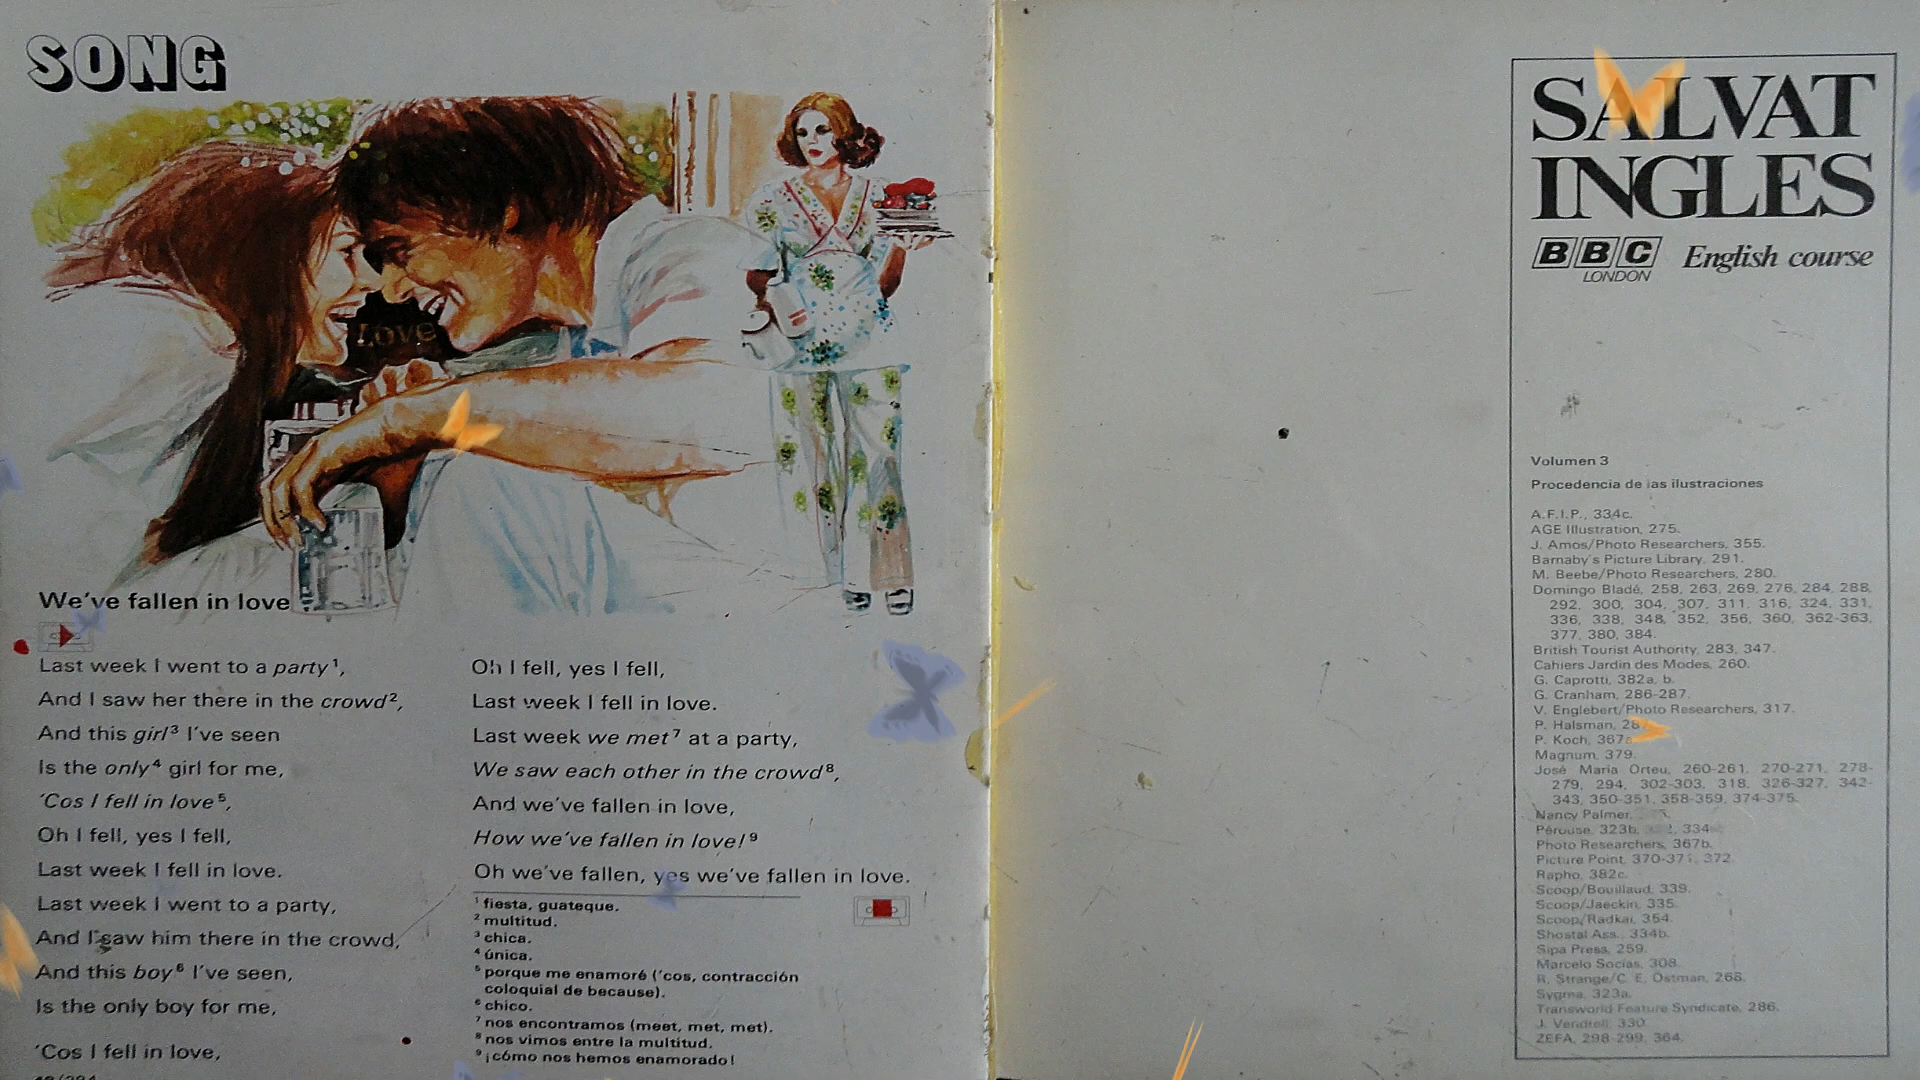 SONG
Love
We've fallen in love
Last week I went to a party¹,
And I saw her there in the crowd²,
And this girl³ I've seen
Is the only⁴ girl for me,
'Cos I fell in love⁵,
Oh I fell, yes I fell,
Last week I fell in love.
Last week I went to a party,
And I saw him there in the crowd,
And this boy⁶ I've seen,
Is the only boy for me,
'Cos I fell in love,
Oh I fell, yes I fell,
Last week I fell in love.
Last week we met⁷ at a party,
We saw each other in the crowd⁸,
And we've fallen in love,
How we've fallen in love!⁹
Oh we've fallen, yes we've fallen in love.
¹ fiesta, guateque.
² multitud.
³ chica.
⁴ única.
⁵ porque me enamoré ('cos, contracción
coloquial de because).
⁶ chico.
⁷ nos encontramos (meet, met, met).
⁸ nos vimos entre la multitud.
⁹ ¡cómo nos hemos enamorado!
SALVAT
INGLES
BBC English course
LONDON
Volumen 3
Procedencia de las ilustraciones
A.F.I.P., 334c.
AGE Illustration, 275.
J. Amos/Photo Researchers, 355.
Barnaby's Picture Library, 291.
M. Beebe/Photo Researchers, 280.
Domingo Bladé, 258, 263, 269, 276, 284, 288,
292, 300, 304, 307, 311, 316, 324, 331,
336, 338, 348, 352, 356, 360, 362-363,
377, 380, 384.
British Tourist Authority, 283, 347.
Cahiers Jardin des Modes, 260.
G. Caprotti, 382a, b.
G. Cranham, 286-287.
V. Englebert/Photo Researchers, 317.
P. Halsman,
P. Koch,
Magnum, 379.
José María Orteu, 260-261, 270-271, 278-
279, 294, 302-303, 318, 326-327, 342-
343, 350-351, 358-359, 374-375.
Nancy Palmer,
Pérouse, 323b, 334
Photo Researchers, 367b.
Picture Point, 370-371, 372.
Rapho, 382c.
Scoop/Bouillaud, 339.
Scoop/Jaeckin, 335.
Scoop/Radkai, 354.
Shostal Ass., 334b.
Sipa Press, 259.
Marcelo Socías, 308.
R. Strange/C. E. Ostman, 268.
Sygma, 323a.
Transworld Feature Syndicate, 286.
J. Vendrell, 330.
ZEFA, 298-299, 364.